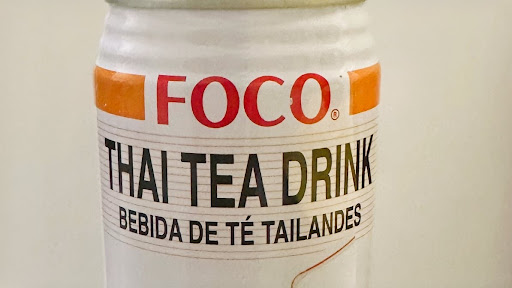 FOCO®
THAI TEA DRINK
BEBIDA DE TÉ TAILANDES